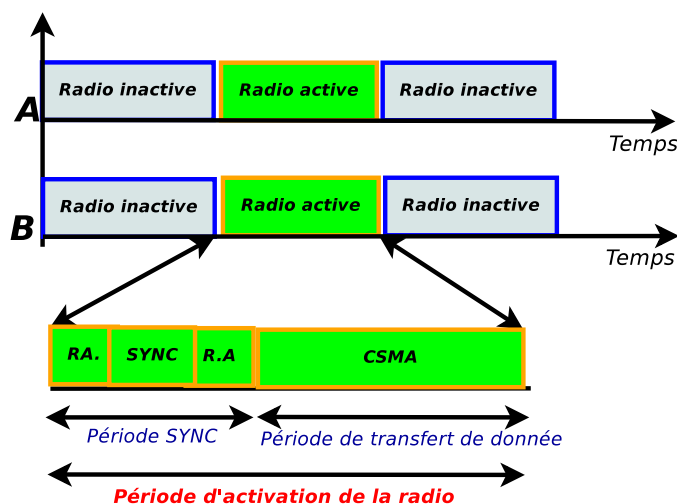 Radio inactive Radio active Radio inactive
A
Temps
Radio inactive Radio active Radio inactive
B
Temps
RA. SYNC R.A CSMA
Période SYNC Période de transfert de donnée
Période d'activation de la radio